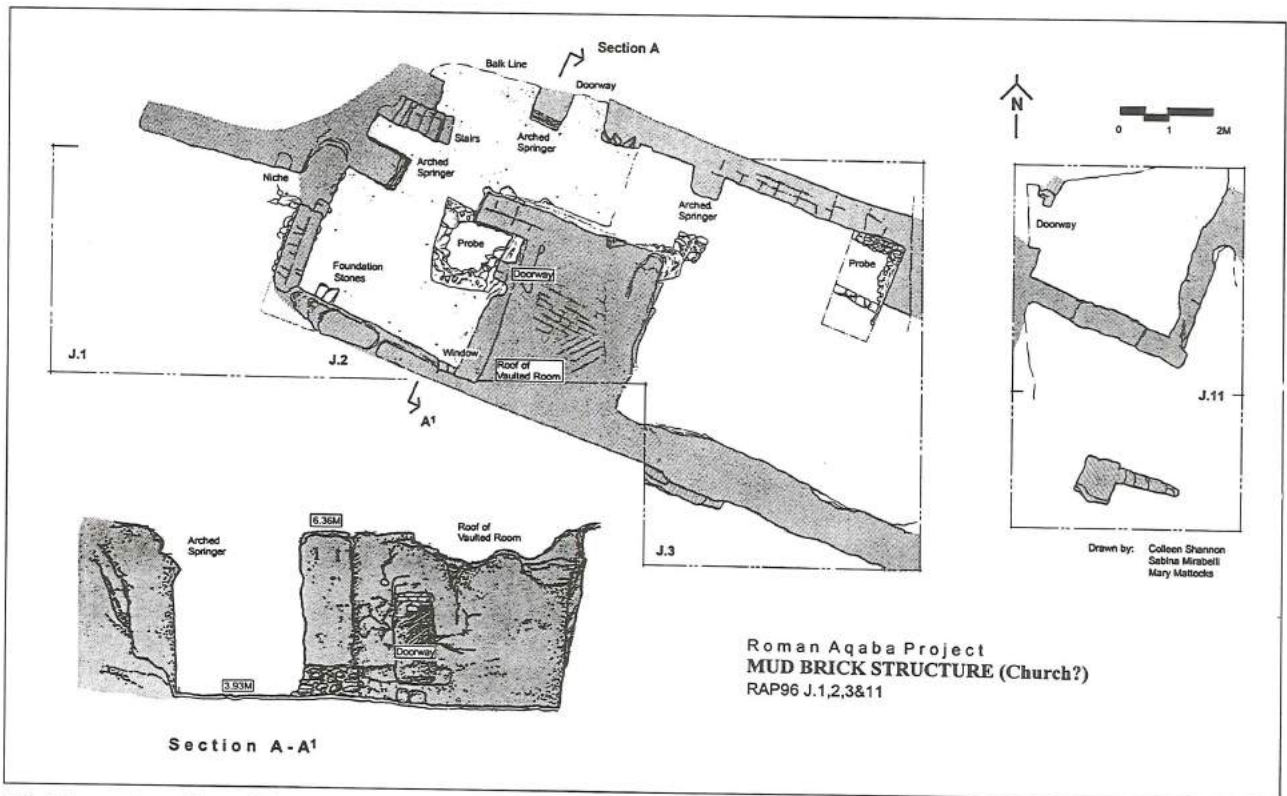 Section A
Balk Line
Doorway
Stairs
Arched
Springer
Arched
Springer
Niche
Arched
Springer
Probe
Doorway
Foundation
Stones
Probe
Window
Roof of
Vaulted Room
J.1
J.2
A¹
J.3
N
0 1 2M
Doorway
J.11
Drawn by: Colleen Shannon
Sabina Mirabelli
Mary Mattocks
6.36M
Arched
Springer
Roof of
Vaulted Room
Doorway
3.93M
Section A-A¹
Roman Aqaba Project
MUD BRICK STRUCTURE (Church?)
RAP96 J.1,2,3&11